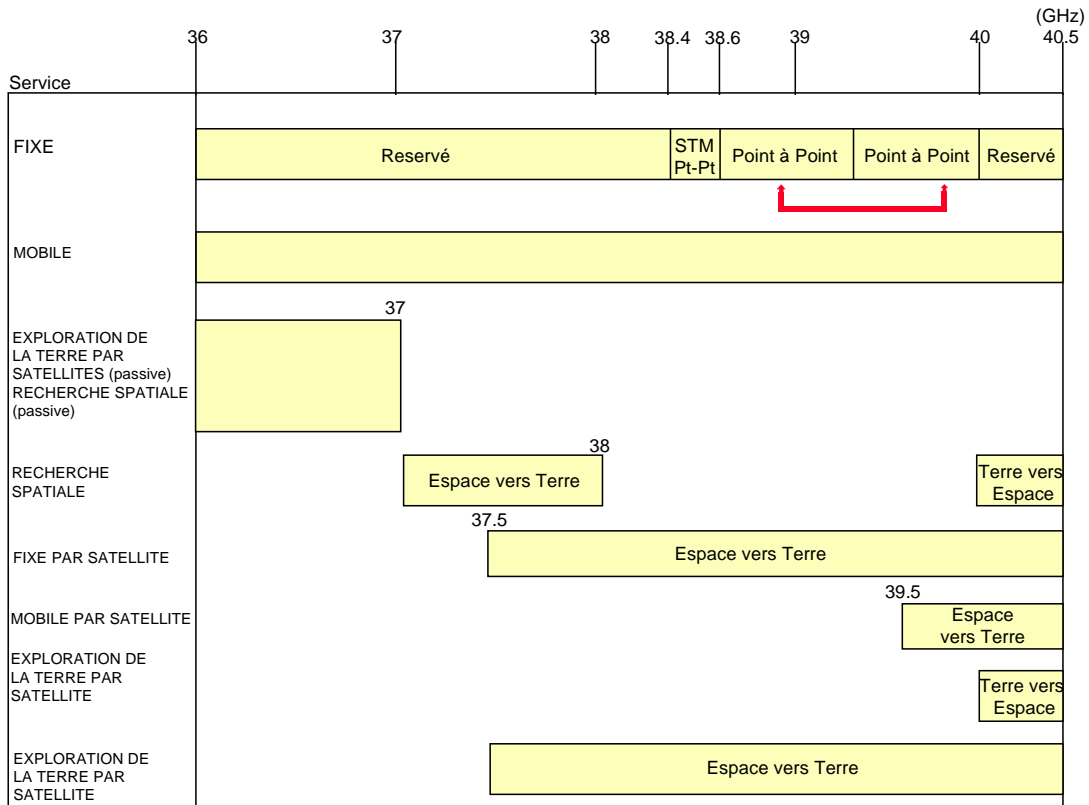 (GHz)
36 37 38 38.4 38.6 39 40 40.5
Service
FIXE
Reservé
STM
Pt-Pt
Point à Point
Point à Point
Reservé
MOBILE
37
EXPLORATION DE
LA TERRE PAR
SATELLITES (passive)
RECHERCHE SPATIALE
(passive)
38
RECHERCHE
SPATIALE
Espace vers Terre
Terre vers
Espace
37.5
FIXE PAR SATELLITE
Espace vers Terre
39.5
MOBILE PAR SATELLITE
Espace
vers Terre
EXPLORATION DE
LA TERRE PAR
SATELLITE
Terre vers
Espace
EXPLORATION DE
LA TERRE PAR
SATELLITE
Espace vers Terre